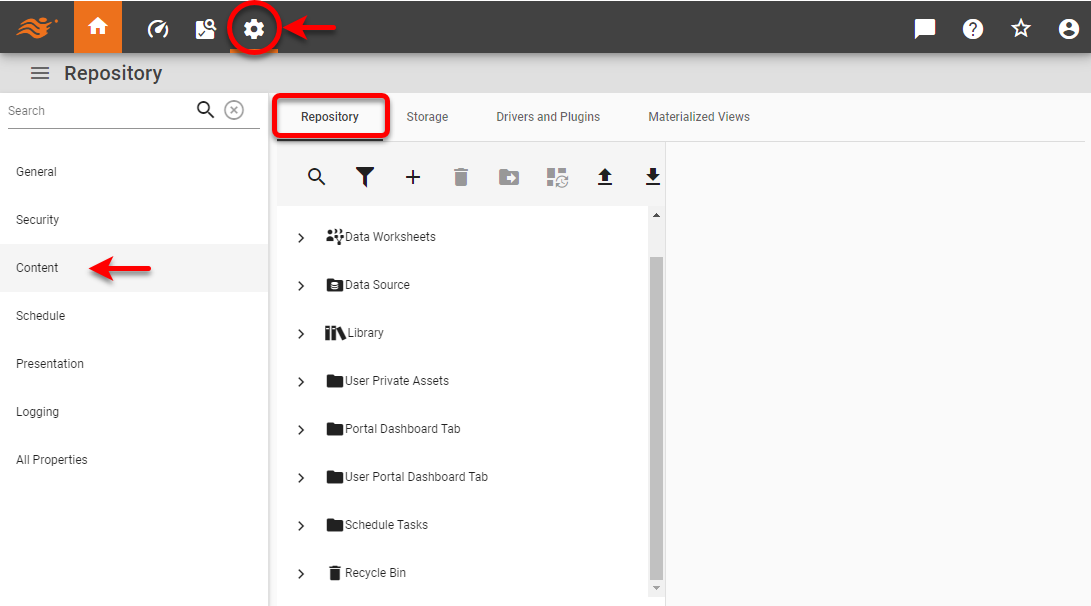 Repository
Search
General
Security
Content
Schedule
Presentation
Logging
All Properties
Repository Storage Drivers and Plugins Materialized Views
Data Worksheets
Data Source
Library
User Private Assets
Portal Dashboard Tab
User Portal Dashboard Tab
Schedule Tasks
Recycle Bin